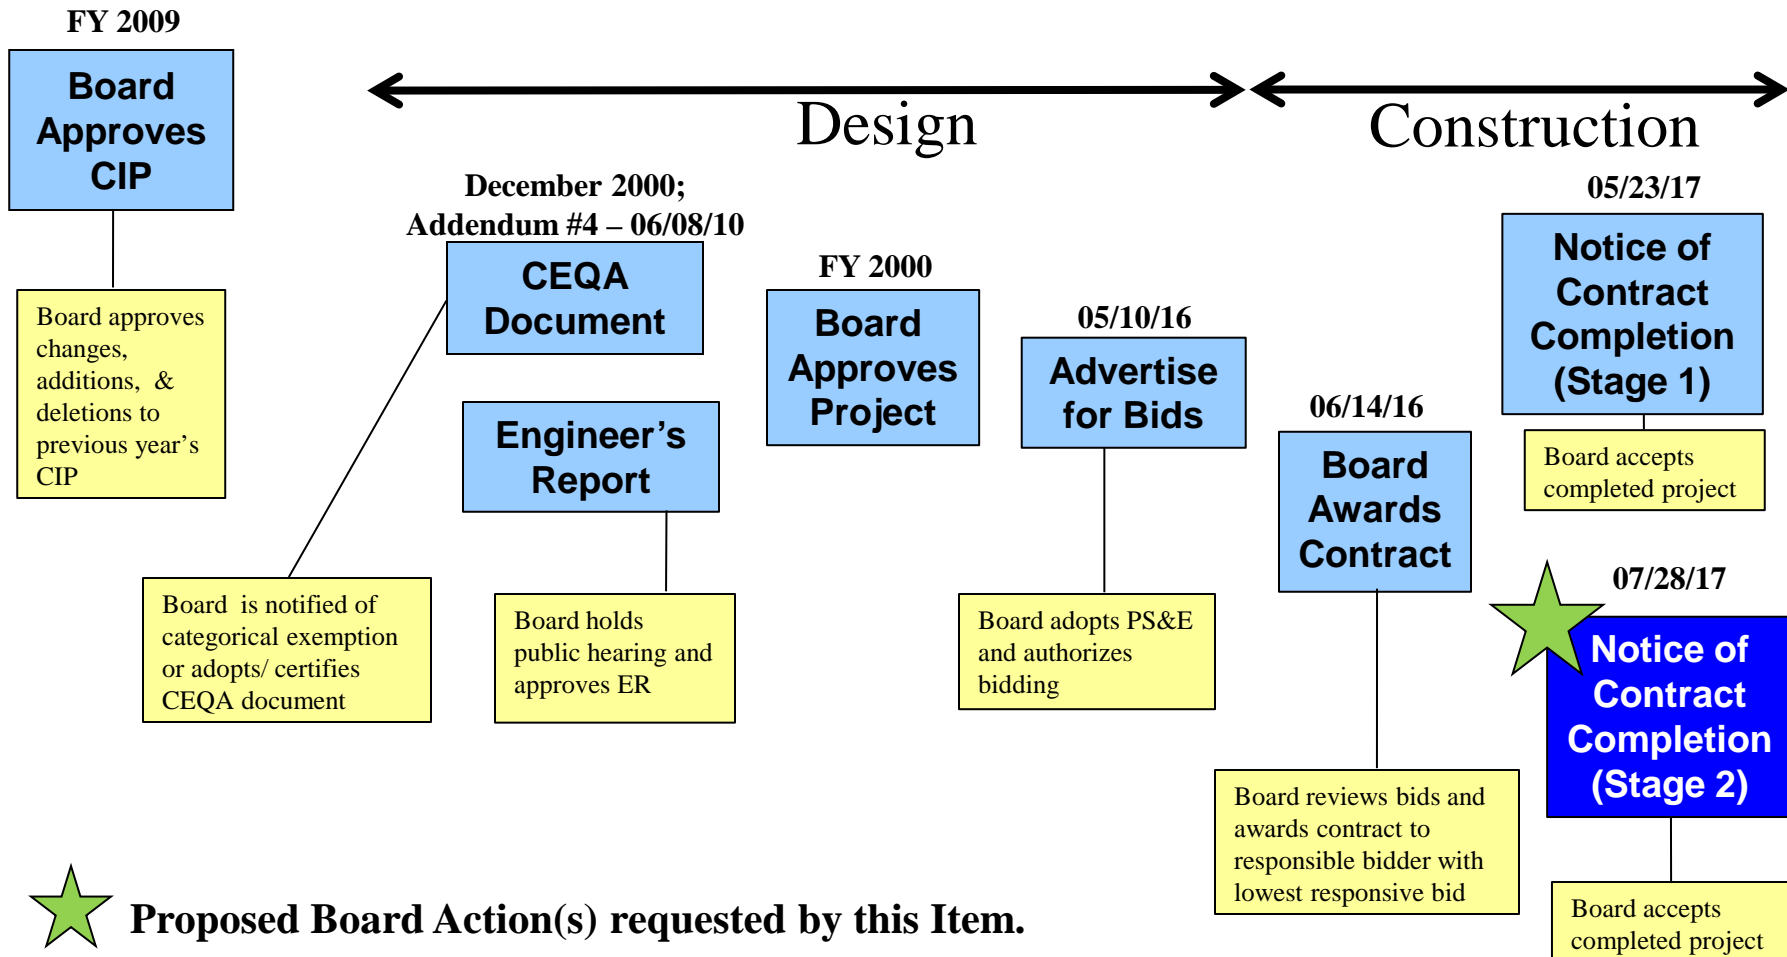 FY 2009
Board
Approves
CIP
Board approves
changes,
additions, &
deletions to
previous year's
CIP
Design
Construction
December 2000;
Addendum #4 – 06/08/10
CEQA
Document
Board is notified of
categorical exemption
or adopts/ certifies
CEQA document
Engineer's
Report
Board holds
public hearing and
approves ER
FY 2000
Board
Approves
Project
05/10/16
Advertise
for Bids
Board adopts PS&E
and authorizes
bidding
06/14/16
Board
Awards
Contract
Board reviews bids and
awards contract to
responsible bidder with
lowest responsive bid
05/23/17
Notice of
Contract
Completion
(Stage 1)
Board accepts
completed project
07/28/17
Notice of
Contract
Completion
(Stage 2)
Board accepts
completed project
Proposed Board Action(s) requested by this Item.